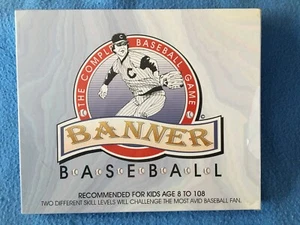 THE COMPLETE BASEBALL GAME
C
C
BANNER
BASEBALL
RECOMMENDED FOR KIDS AGE 8 TO 108
TWO DIFFERENT SKILL LEVELS WILL CHALLENGE THE MOST AVID BASEBALL FAN.